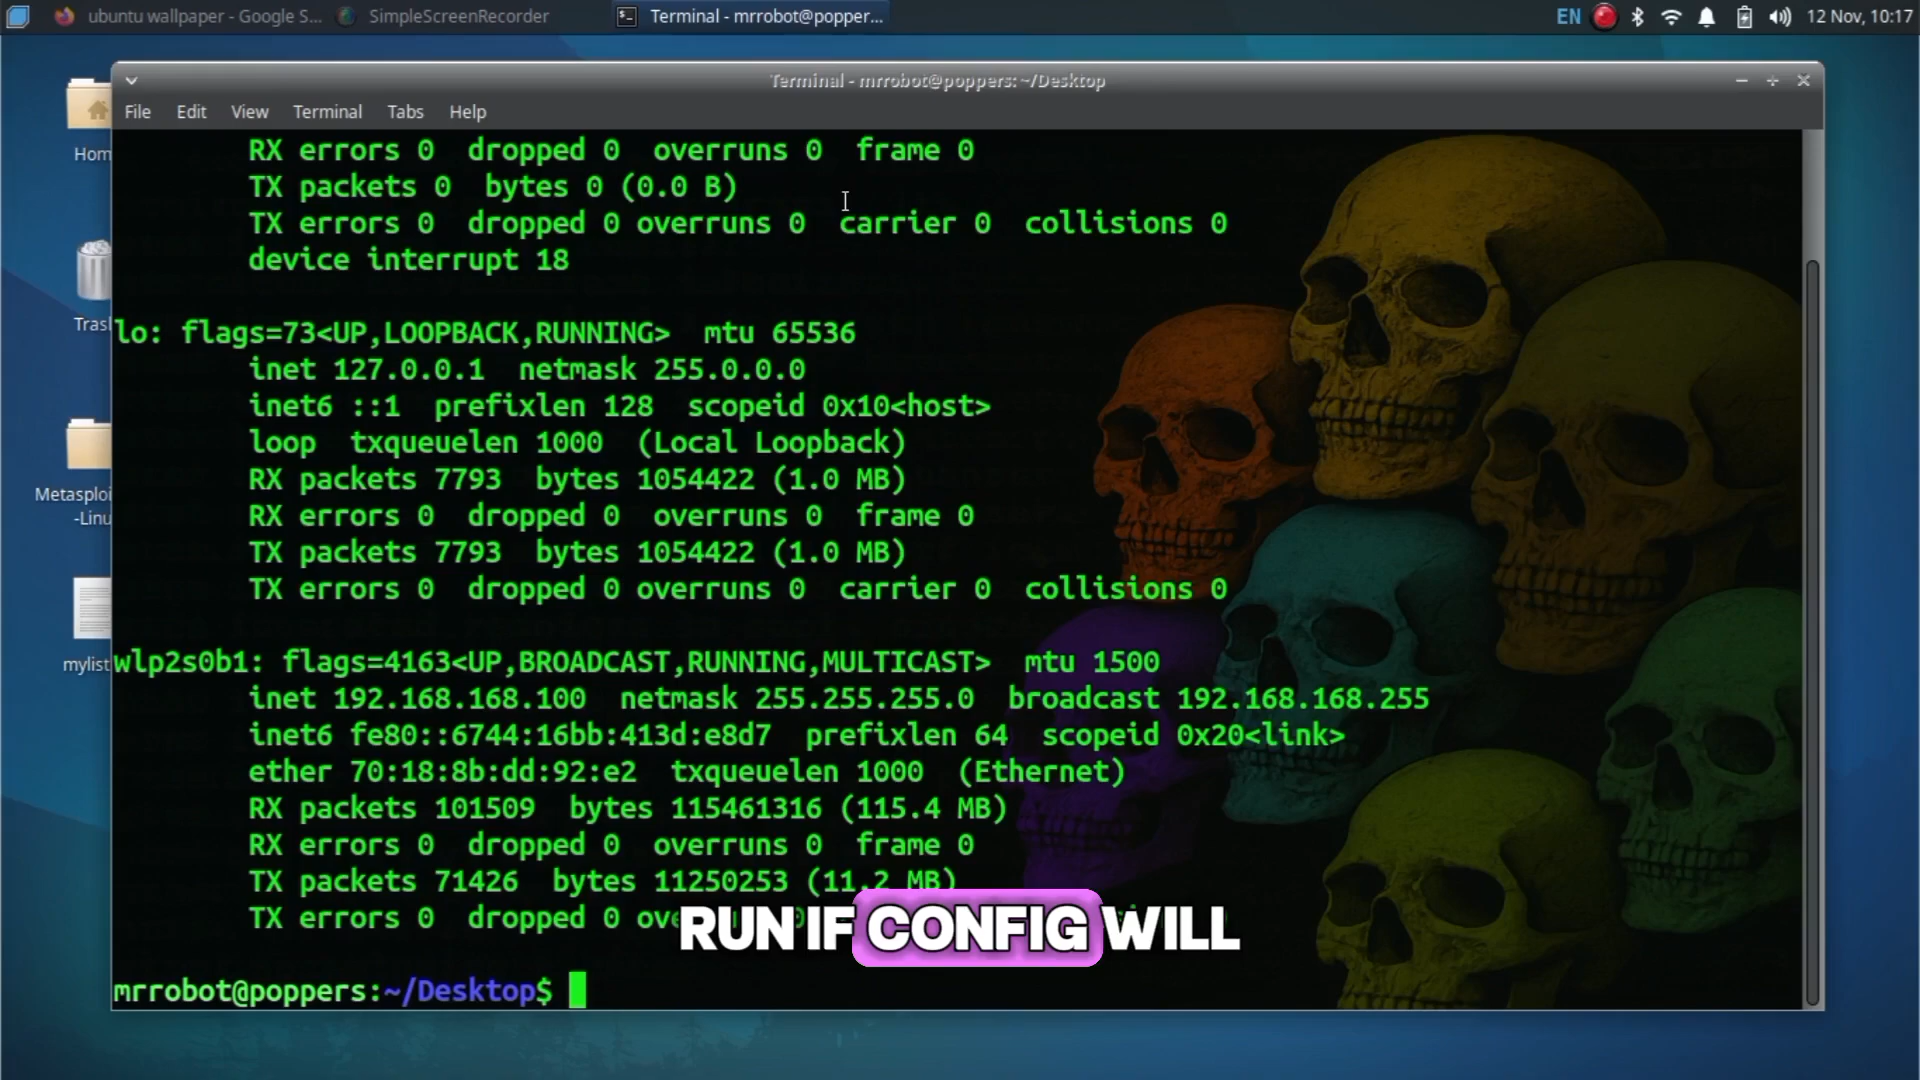 ubuntu wallpaper - Google S...
SimpleScreenRecorder
Terminal - mrrobot@popper...
EN
12 Nov, 10:17
Terminal - mrrobot@poppers: ~/Desktop
File Edit View Terminal Tabs Help
Hom
Tras
Metasploi
-Linu
mylist
RX errors 0  dropped 0  overruns 0  frame 0
TX packets 0  bytes 0 (0.0 B)
TX errors 0  dropped 0 overruns 0  carrier 0  collisions 0
device interrupt 18
lo: flags=73<UP,LOOPBACK,RUNNING>  mtu 65536
inet 127.0.0.1  netmask 255.0.0.0
inet6 ::1  prefixlen 128  scopeid 0x10<host>
loop  txqueuelen 1000  (Local Loopback)
RX packets 7793  bytes 1054422 (1.0 MB)
RX errors 0  dropped 0  overruns 0  frame 0
TX packets 7793  bytes 1054422 (1.0 MB)
TX errors 0  dropped 0 overruns 0  carrier 0  collisions 0
wlp2s0b1: flags=4163<UP,BROADCAST,RUNNING,MULTICAST>  mtu 1500
inet 192.168.168.100  netmask 255.255.255.0  broadcast 192.168.168.255
inet6 fe80::6744:16bb:413d:e8d7  prefixlen 64  scopeid 0x20<link>
ether 70:18:8b:dd:92:e2  txqueuelen 1000  (Ethernet)
RX packets 101509  bytes 115461316 (115.4 MB)
RX errors 0  dropped 0  overruns 0  frame 0
TX packets 71426  bytes 11250253 (11.2 MB)
TX errors 0  dropped 0
RUN IF CONFIG WILL
mrrobot@poppers:~/Desktop$